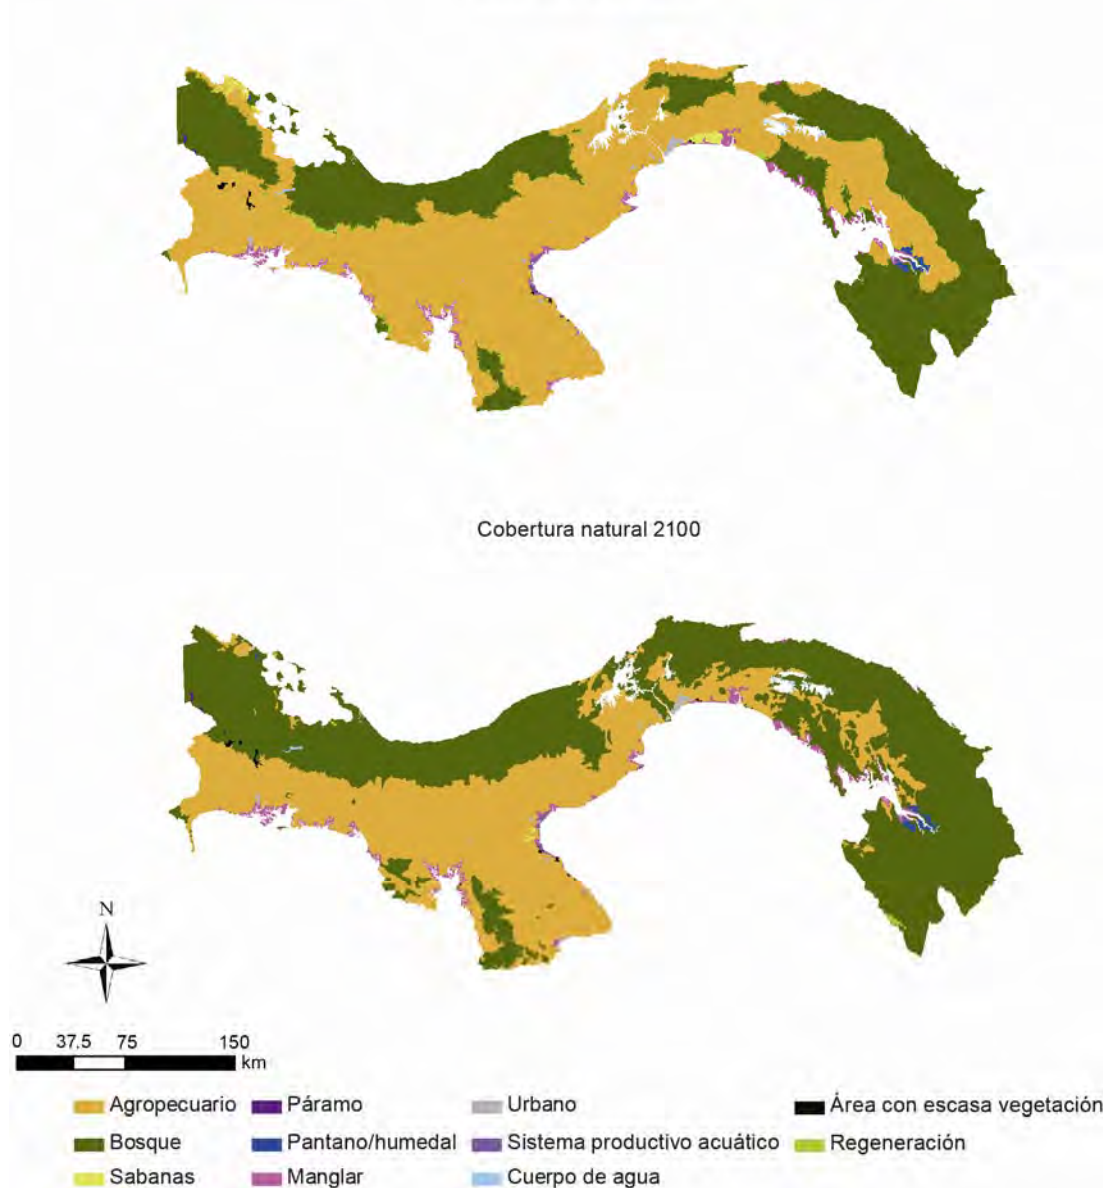 Cobertura natural 2100
N
0 37.5 75 150
km
Agropecuario Páramo Urbano Área con escasa vegetación
Bosque Pantano/humedal Sistema productivo acuático Regeneración
Sabanas Manglar Cuerpo de agua